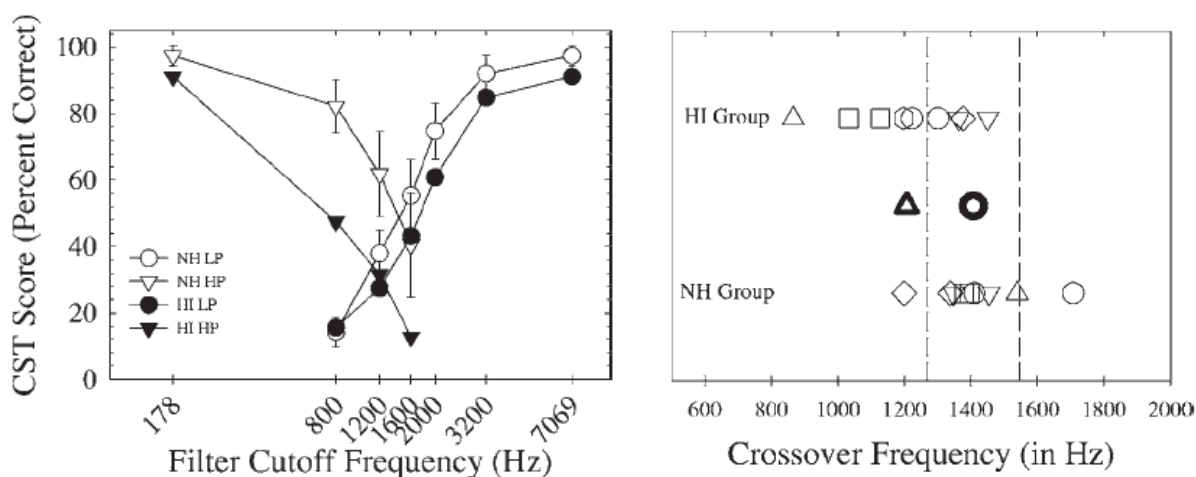 CST Score (Percent Correct)
100
80
60
40
20
0
NH LP
NH HP
HI LP
HI HP
178
800
1200
1600
2000
3200
7069
Filter Cutoff Frequency (Hz)
HI Group
NH Group
600 800 1000 1200 1400 1600 1800 2000
Crossover Frequency (in Hz)